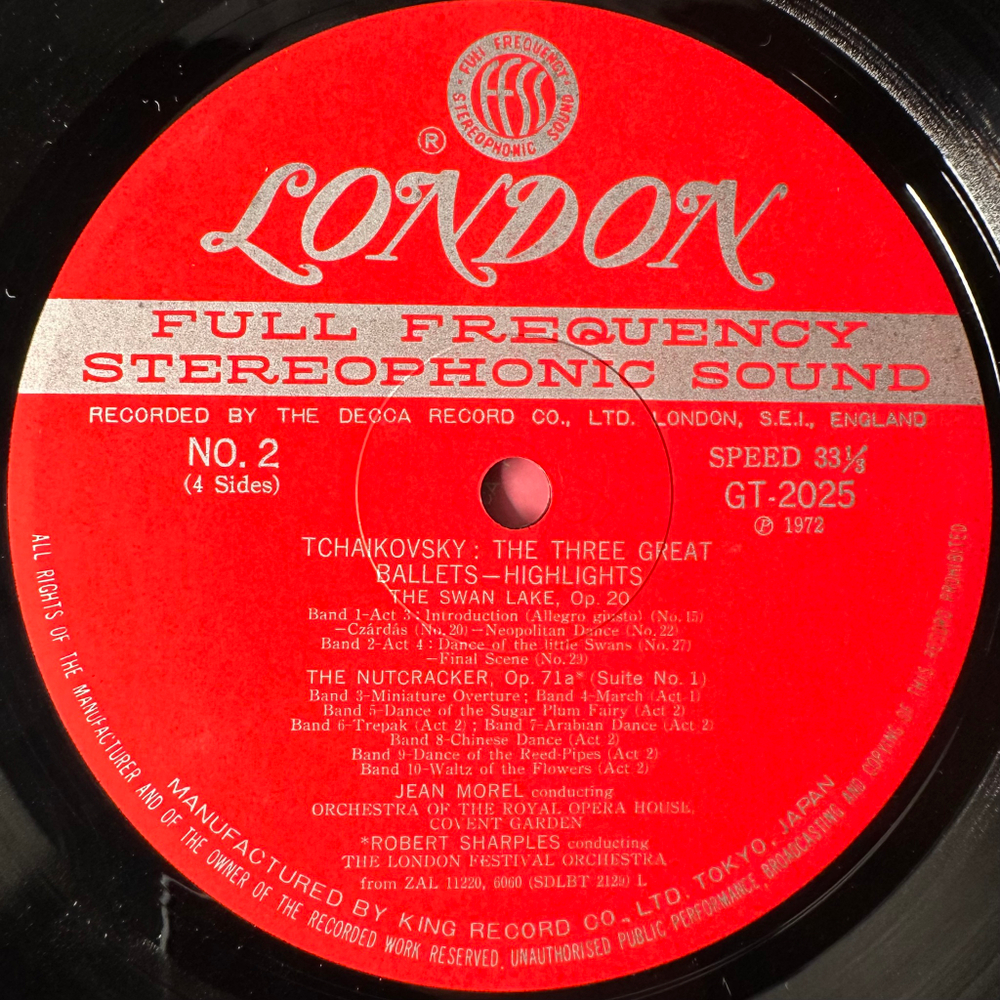 FULL FREQUENCY
ffss
STEREOPHONIC SOUND
®
LONDON
FULL FREQUENCY
STEREOPHONIC SOUND
RECORDED BY THE DECCA RECORD CO., LTD. LONDON, S.E.I., ENGLAND
NO. 2
(4 Sides)
SPEED 33⅓
GT-2025
Ⓟ 1972
TCHAIKOVSKY : THE THREE GREAT
BALLETS—HIGHLIGHTS
THE SWAN LAKE, Op. 20
Band 1-Act 3 : Introduction (Allegro giusto) (No. 15)
—Czárdás (No. 20)—Neopolitan Dance (No. 22)
Band 2-Act 4 : Dance of the little Swans (No. 27)
—Final Scene (No. 29)
THE NUTCRACKER, Op. 71a* (Suite No. 1)
Band 3-Miniature Overture ; Band 4-March (Act 1)
Band 5-Dance of the Sugar Plum Fairy (Act 2)
Band 6-Trepak (Act 2) ; Band 7-Arabian Dance (Act 2)
Band 8-Chinese Dance (Act 2)
Band 9-Dance of the Reed-Pipes (Act 2)
Band 10-Waltz of the Flowers (Act 2)
JEAN MOREL conducting
ORCHESTRA OF THE ROYAL OPERA HOUSE,
COVENT GARDEN
*ROBERT SHARPLES conducting
THE LONDON FESTIVAL ORCHESTRA
from ZAL 11220, 6060 (SDLBT 2129) L
MANUFACTURED BY KING RECORD CO., LTD. TOKYO, JAPAN
ALL RIGHTS OF THE MANUFACTURER AND OF THE OWNER OF THE RECORDED WORK RESERVED, UNAUTHORISED PUBLIC PERFORMANCE, BROADCASTING AND COPYING OF THIS RECORD PROHIBITED